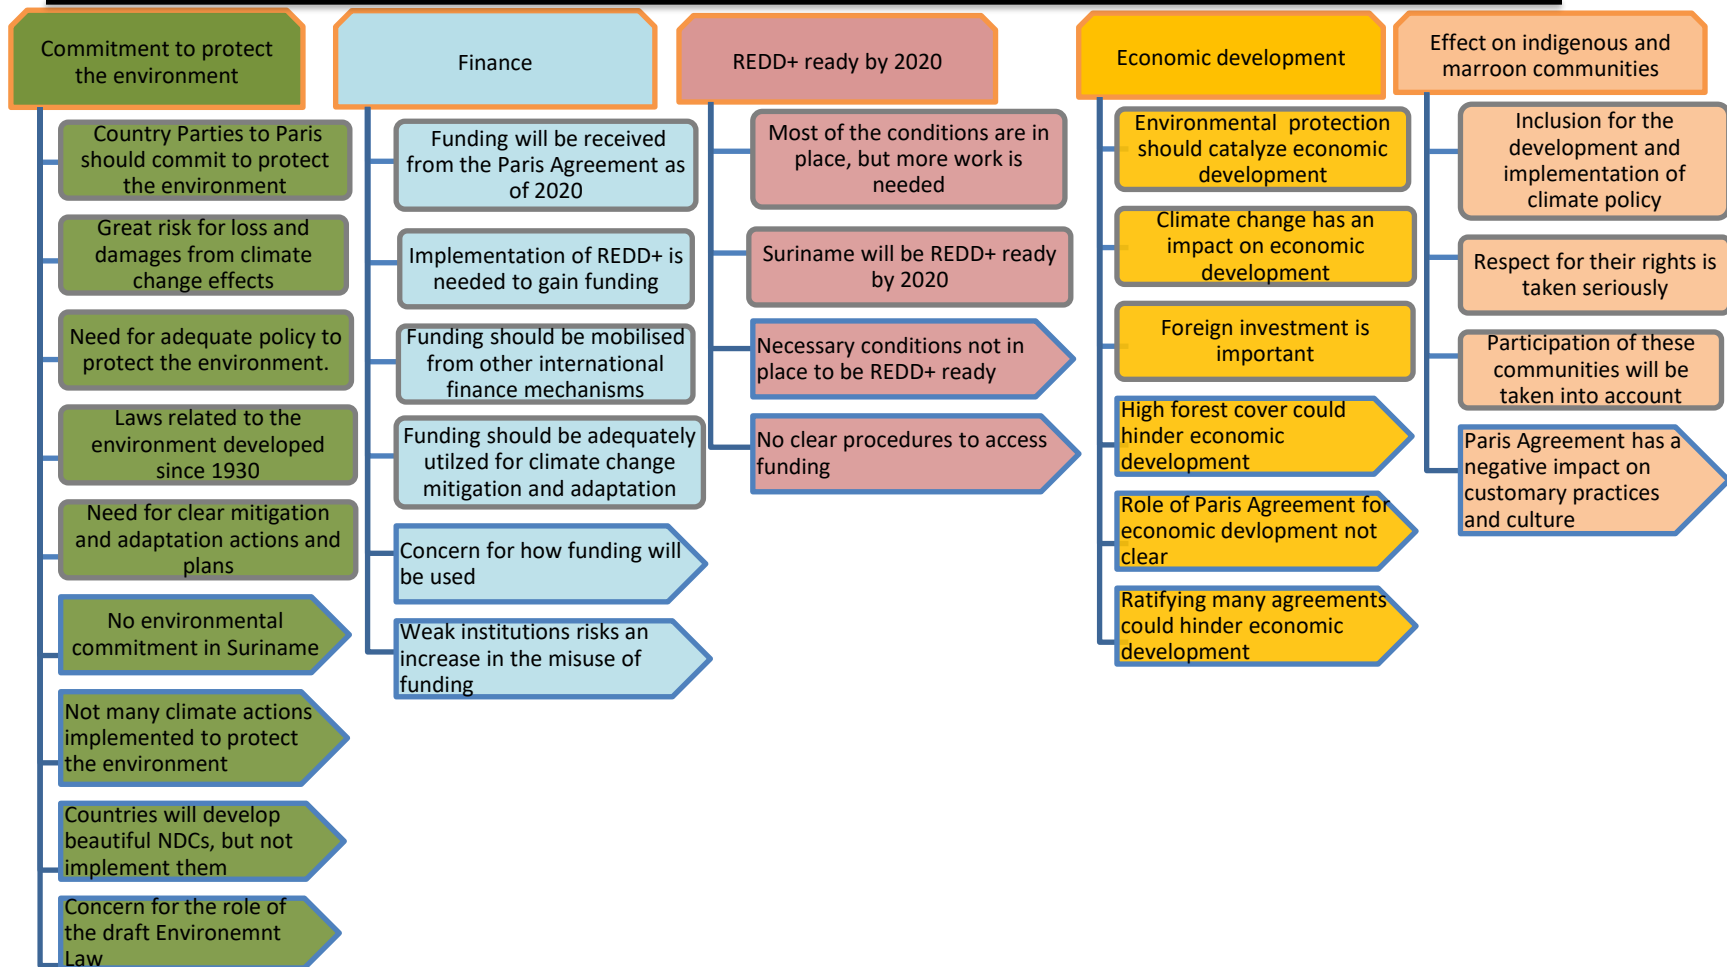 Commitment to protect
the environment
Country Parties to Paris
should commit to protect
the environment
Great risk for loss and
damages from climate
change effects
Need for adequate policy to
protect the environment.
Laws related to the
environment developed
since 1930
Need for clear mitigation
and adaptation actions and
plans
No environmental
commitment in Suriname
Not many climate actions
implemented to protect
the environment
Countries will develop
beautiful NDCs, but not
implement them
Concern for the role of
the draft Environemnt
Law
Finance
Funding will be received
from the Paris Agreement as
of 2020
Implementation of REDD+ is
needed to gain funding
Funding should be mobilised
from other international
finance mechanisms
Funding should be adequately
utilzed for climate change
mitigation and adaptation
Concern for how funding will
be used
Weak institutions risks an
increase in the misuse of
funding
REDD+ ready by 2020
Most of the conditions are in
place, but more work is
needed
Suriname will be REDD+ ready
by 2020
Necessary conditions not in
place to be REDD+ ready
No clear procedures to access
funding
Economic development
Environmental protection
should catalyze economic
development
Climate change has an
impact on economic
development
Foreign investment is
important
High forest cover could
hinder economic
development
Role of Paris Agreement for
economic devlopment not
clear
Ratifying many agreements
could hinder economic
development
Effect on indigenous and
marroon communities
Inclusion for the
development and
implementation of
climate policy
Respect for their rights is
taken seriously
Participation of these
communities will be
taken into account
Paris Agreement has a
negative impact on
customary practices
and culture